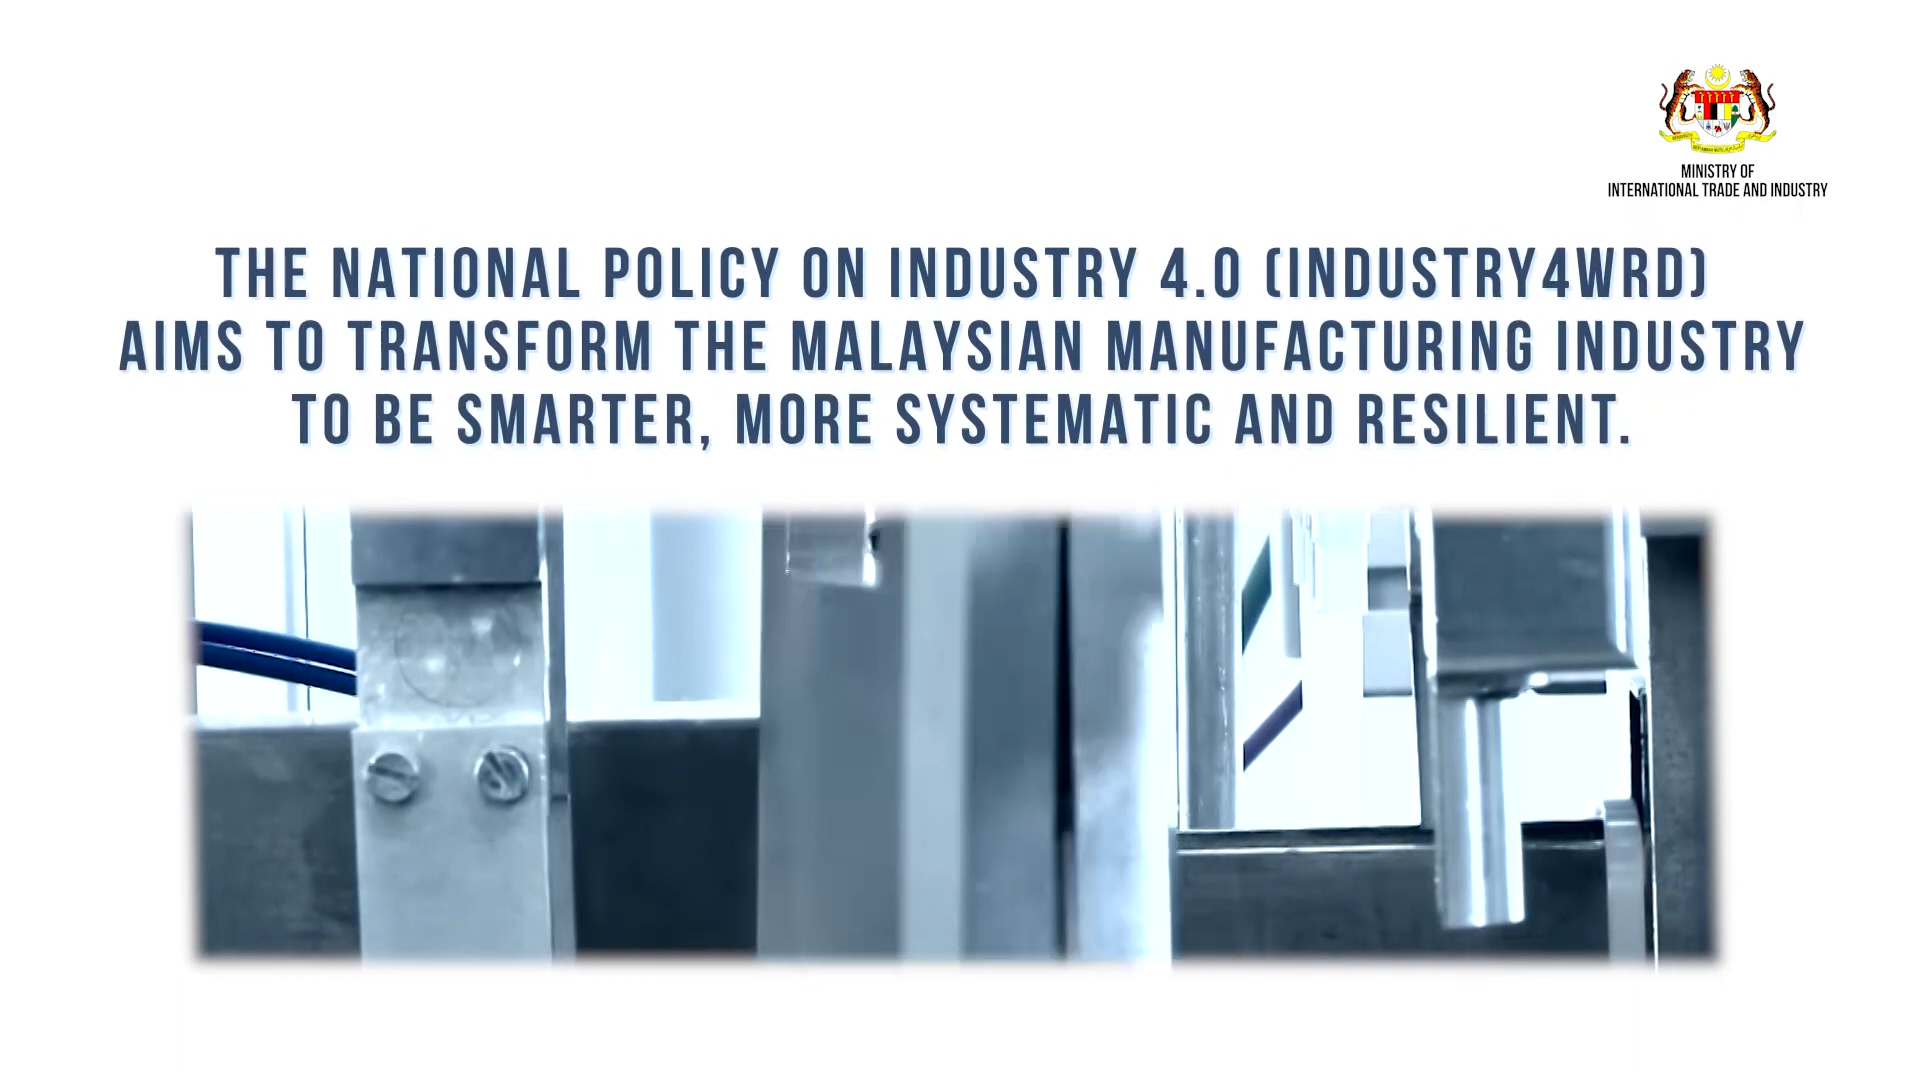 MINISTRY OF
INTERNATIONAL TRADE AND INDUSTRY
THE NATIONAL POLICY ON INDUSTRY 4.0 (INDUSTRY4WRD)
AIMS TO TRANSFORM THE MALAYSIAN MANUFACTURING INDUSTRY
TO BE SMARTER, MORE SYSTEMATIC AND RESILIENT.